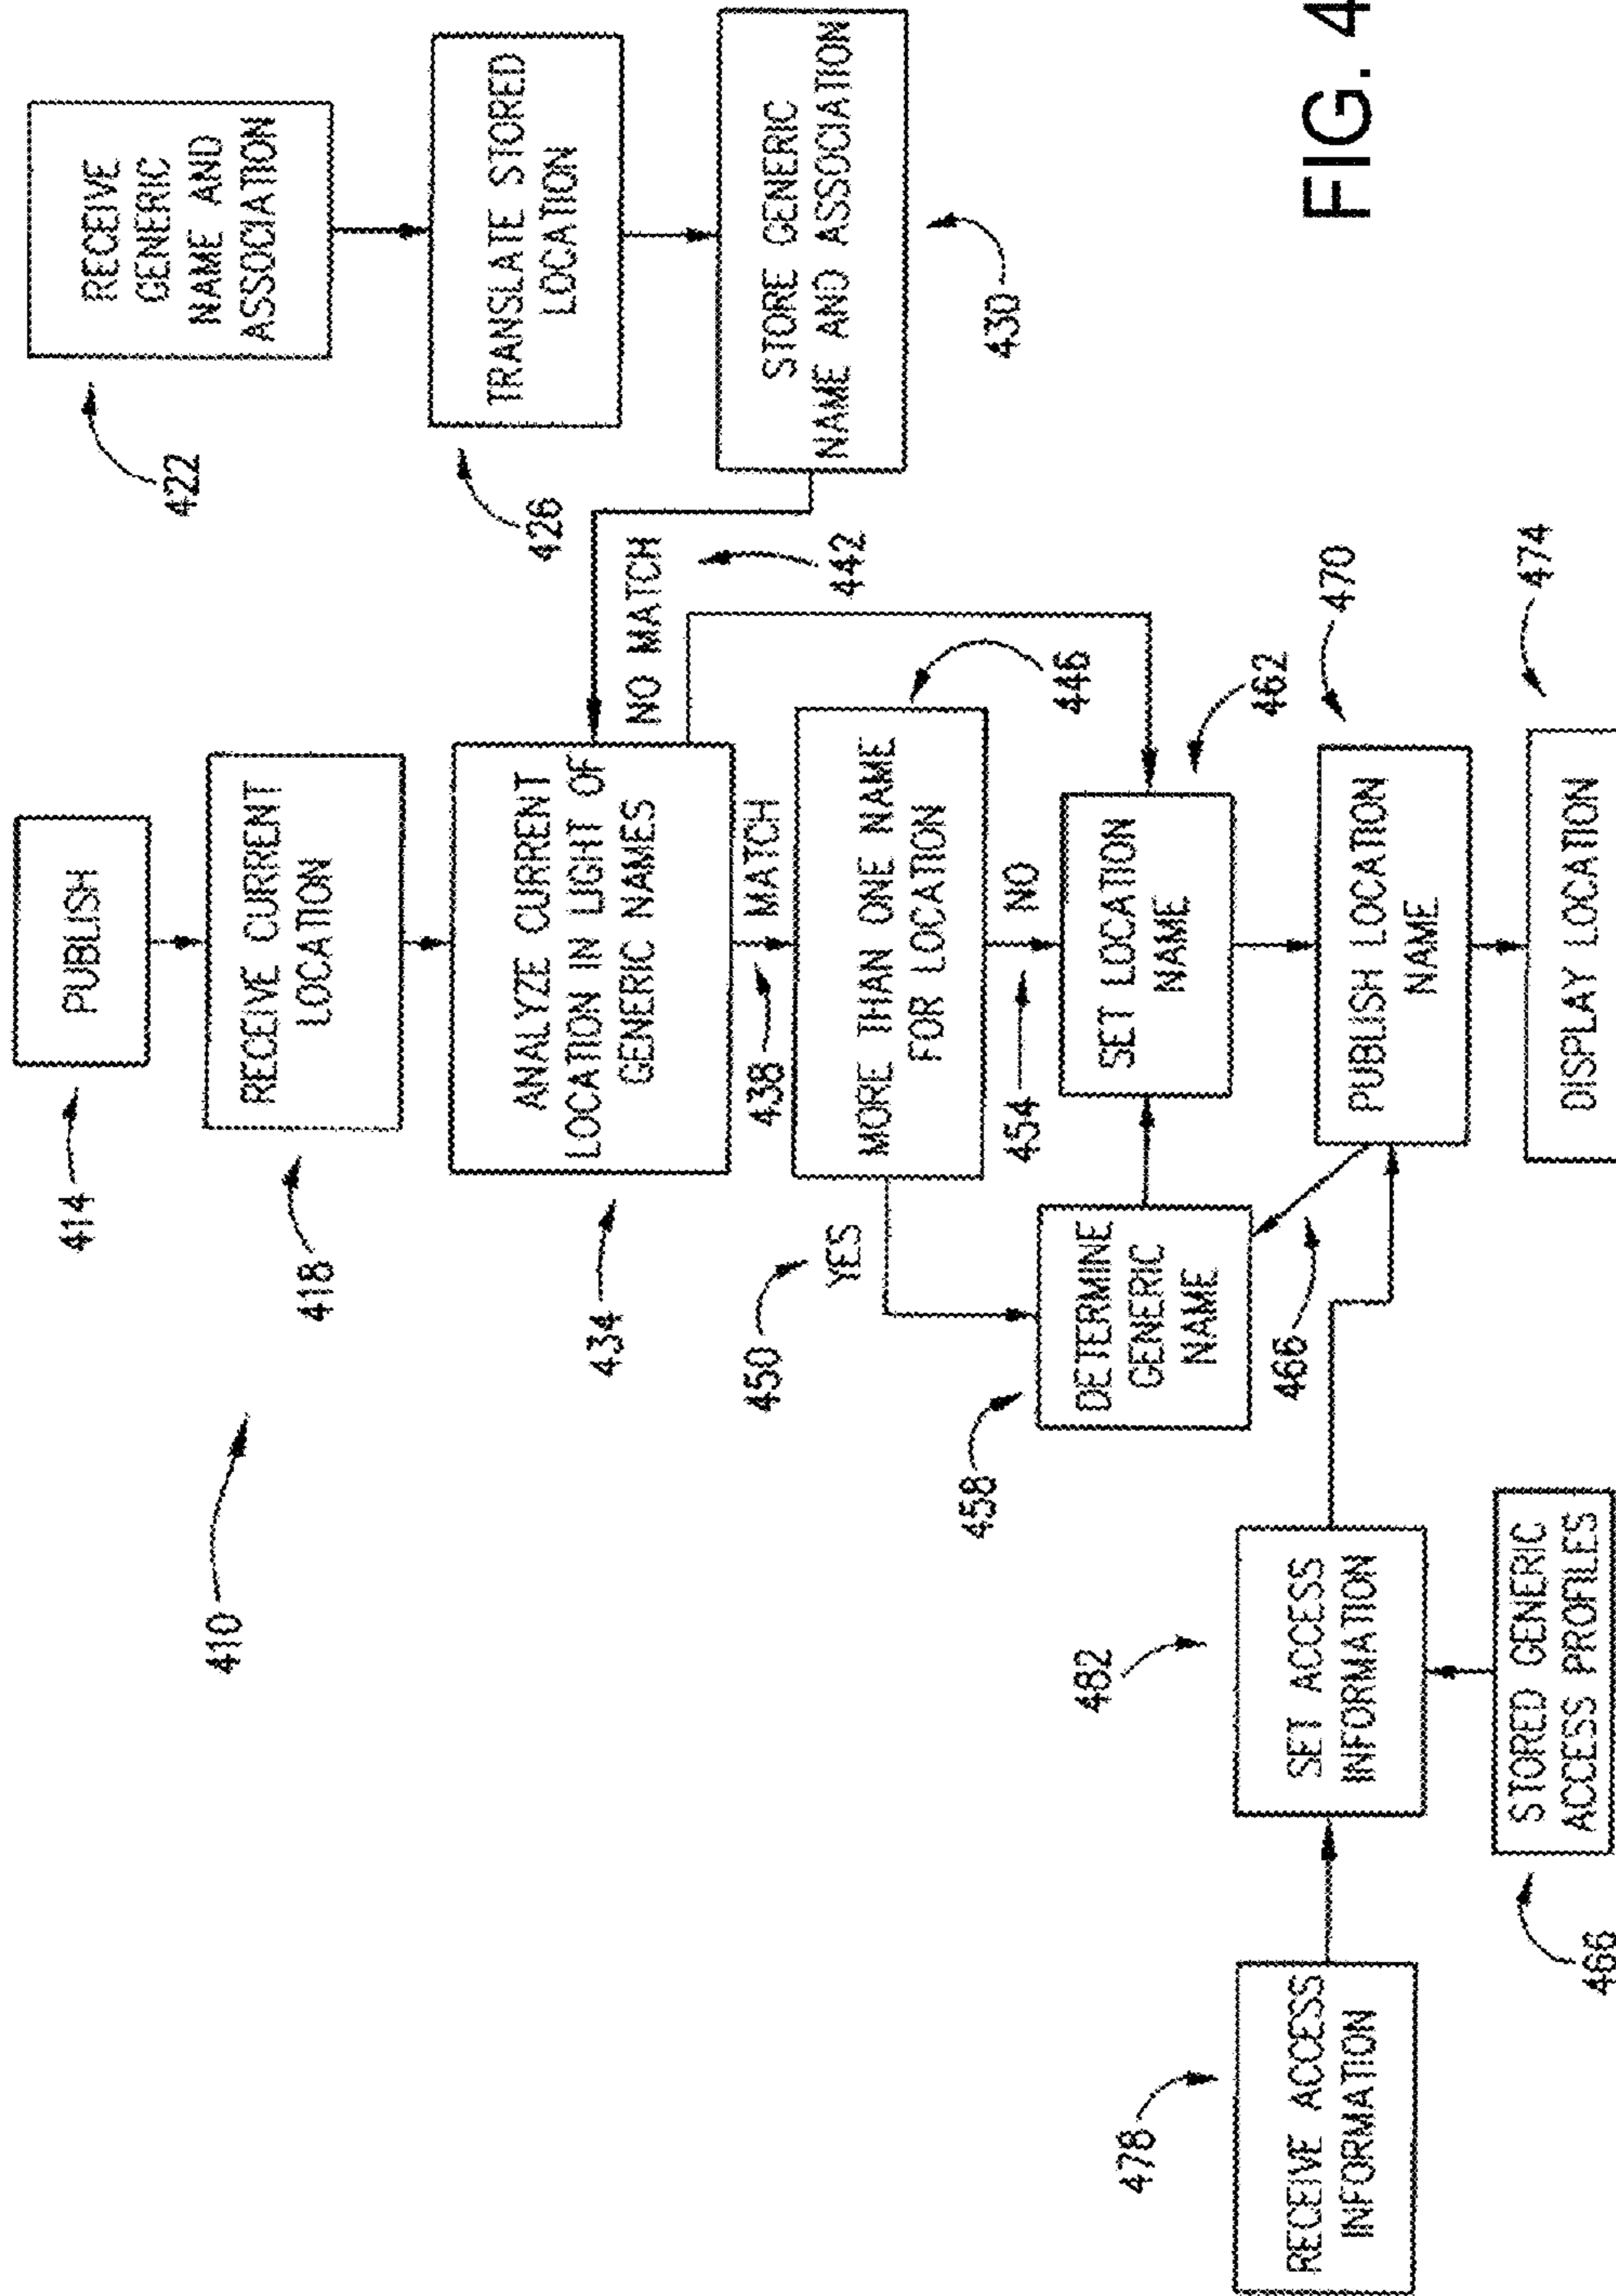 PUBLISH
414
RECEIVE CURRENT
LOCATION
418
410
RECEIVE
GENERIC
NAME AND
ASSOCIATION
422
TRANSLATE STORED
LOCATION
426
STORE GENERIC
NAME AND ASSOCIATION
430
ANALYZE CURRENT
LOCATION IN LIGHT OF
GENERIC NAMES
434
NO MATCH
442
MATCH
438
MORE THAN ONE NAME
FOR LOCATION
446
YES
450
NO
454
DETERMINE
GENERIC
NAME
458
SET LOCATION
NAME
462
466
PUBLISH LOCATION
NAME
470
DISPLAY LOCATION
474
RECEIVE ACCESS
INFORMATION
478
SET ACCESS
INFORMATION
482
STORED GENERIC
ACCESS PROFILES
FIG. 4